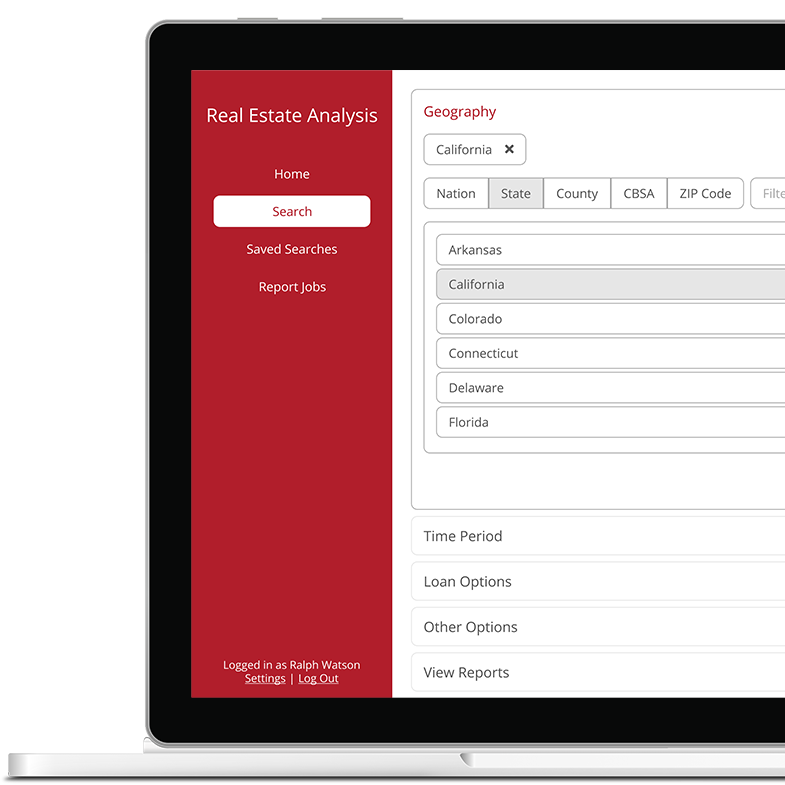 Real Estate Analysis
Home
Search
Saved Searches
Report Jobs
Logged in as Ralph Watson
Settings | Log Out
Geography
California ✕
Nation State County CBSA ZIP Code
Arkansas
California
Colorado
Connecticut
Delaware
Florida
Time Period
Loan Options
Other Options
View Reports